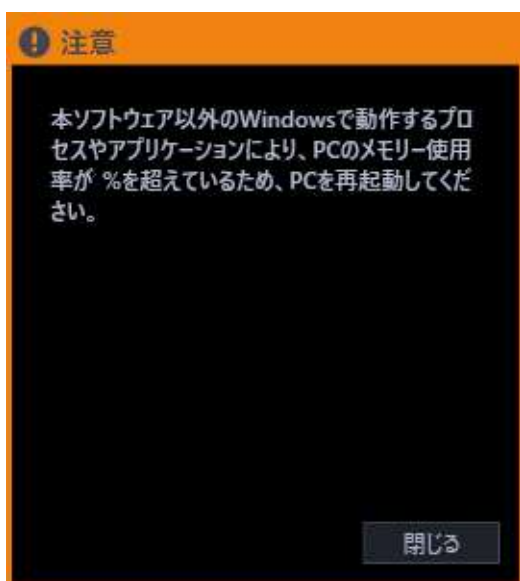 注意
本ソフトウェア以外のWindowsで動作するプロ
セスやアプリケーションにより、PCのメモリー使用
率が %を超えているため、PCを再起動してくだ
さい。
閉じる